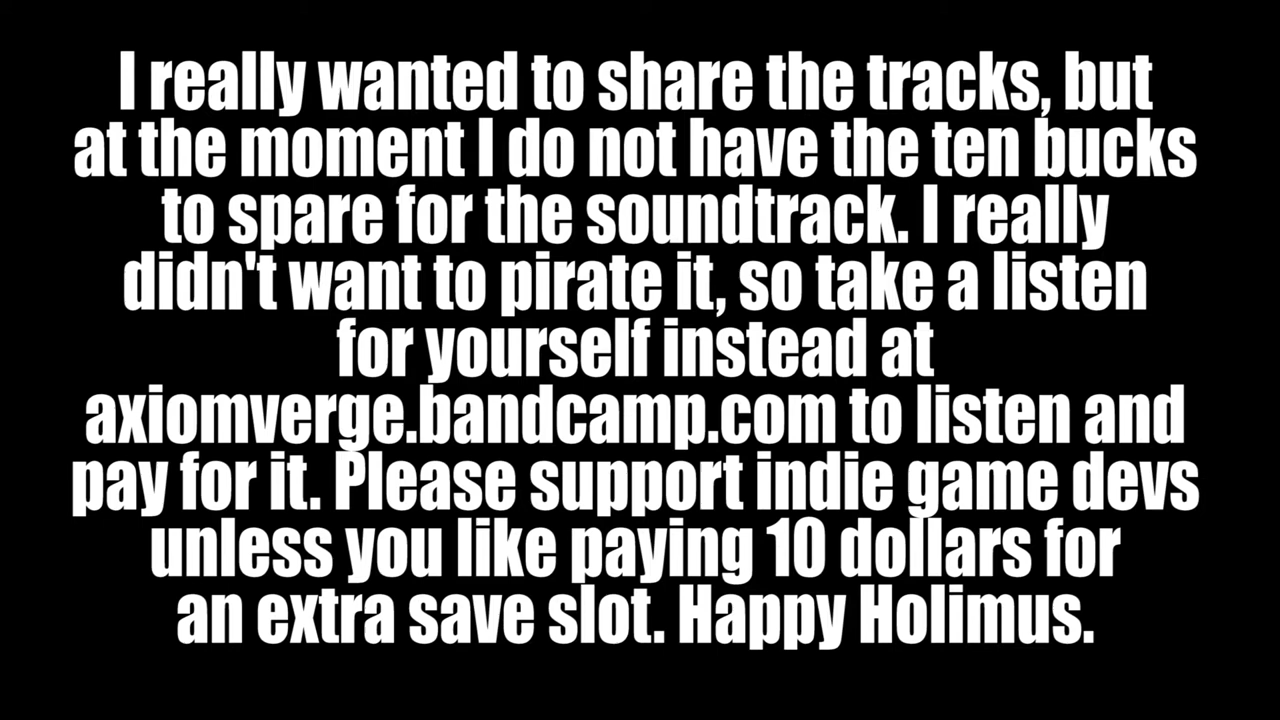 I really wanted to share the tracks, but
at the moment I do not have the ten bucks
to spare for the soundtrack. I really
didn't want to pirate it, so take a listen
for yourself instead at
axiomverge.bandcamp.com to listen and
pay for it. Please support indie game devs
unless you like paying 10 dollars for
an extra save slot. Happy Holimus.